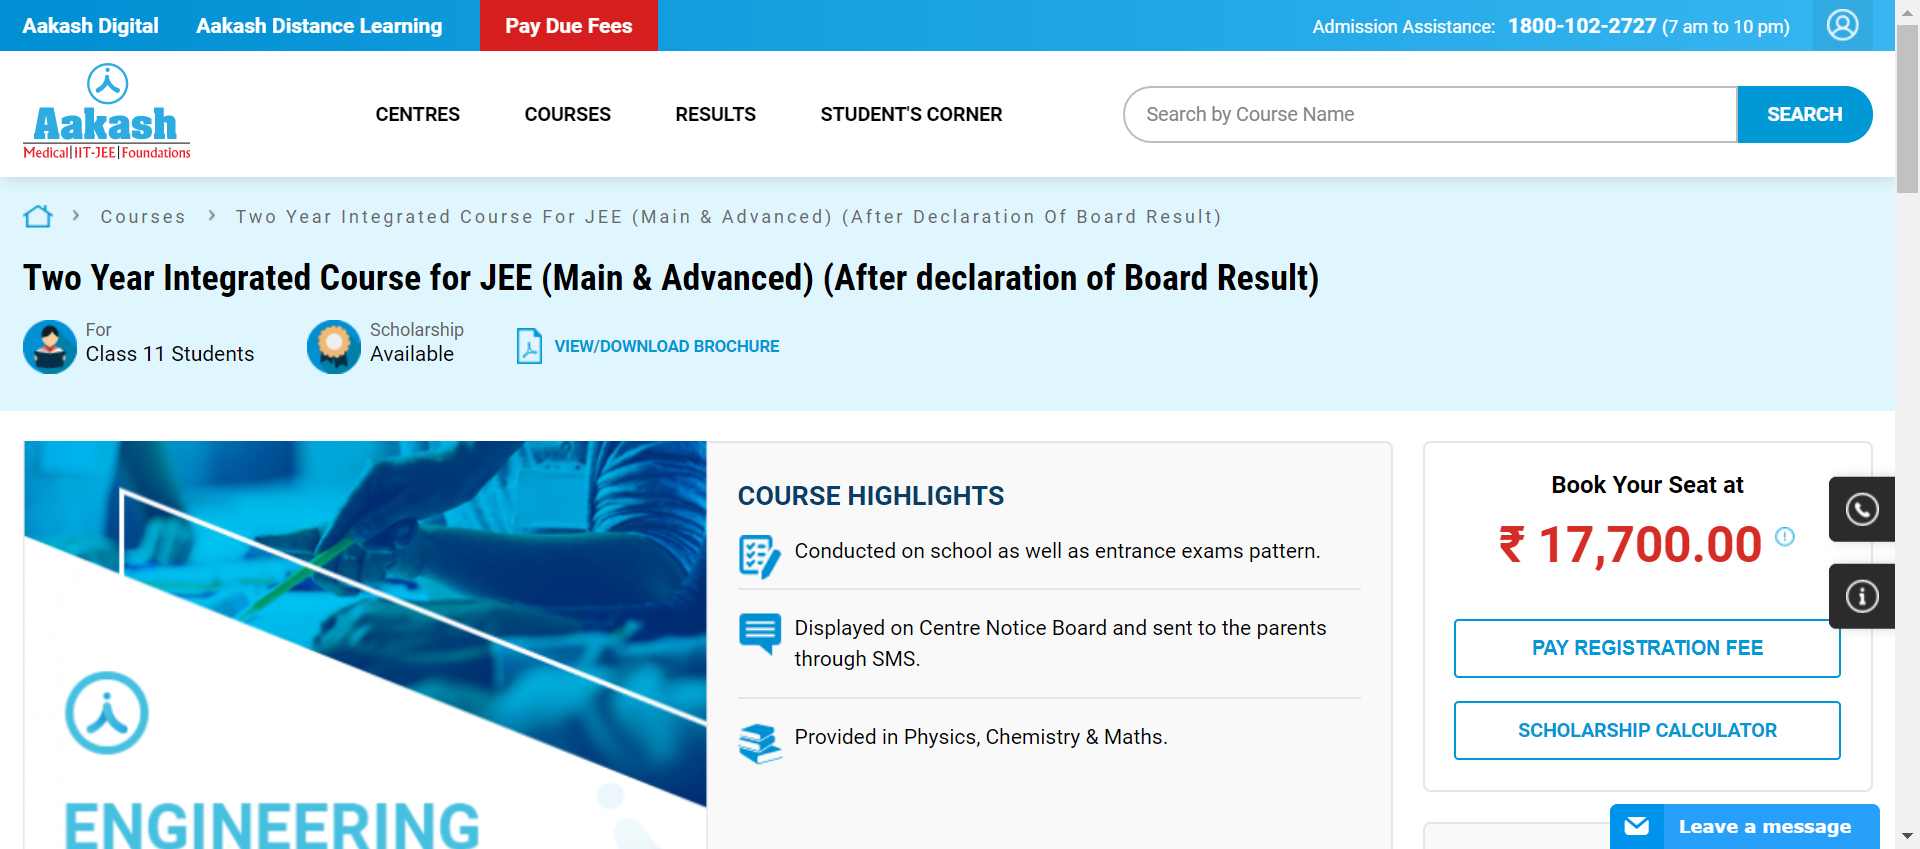 Aakash Digital Aakash Distance Learning Pay Due Fees Admission Assistance: 1800-102-2727 (7 am to 10 pm)
Aakash
Medical|IIT-JEE|Foundations
CENTRES COURSES RESULTS STUDENT'S CORNER Search by Course Name SEARCH
Courses Two Year Integrated Course For JEE (Main & Advanced) (After Declaration Of Board Result)
Two Year Integrated Course for JEE (Main & Advanced) (After declaration of Board Result)
For
Class 11 Students
Scholarship
Available
VIEW/DOWNLOAD BROCHURE
ENGINEERING
COURSE HIGHLIGHTS
Conducted on school as well as entrance exams pattern.
Displayed on Centre Notice Board and sent to the parents
through SMS.
Provided in Physics, Chemistry & Maths.
Book Your Seat at
₹ 17,700.00
PAY REGISTRATION FEE
SCHOLARSHIP CALCULATOR
Leave a message